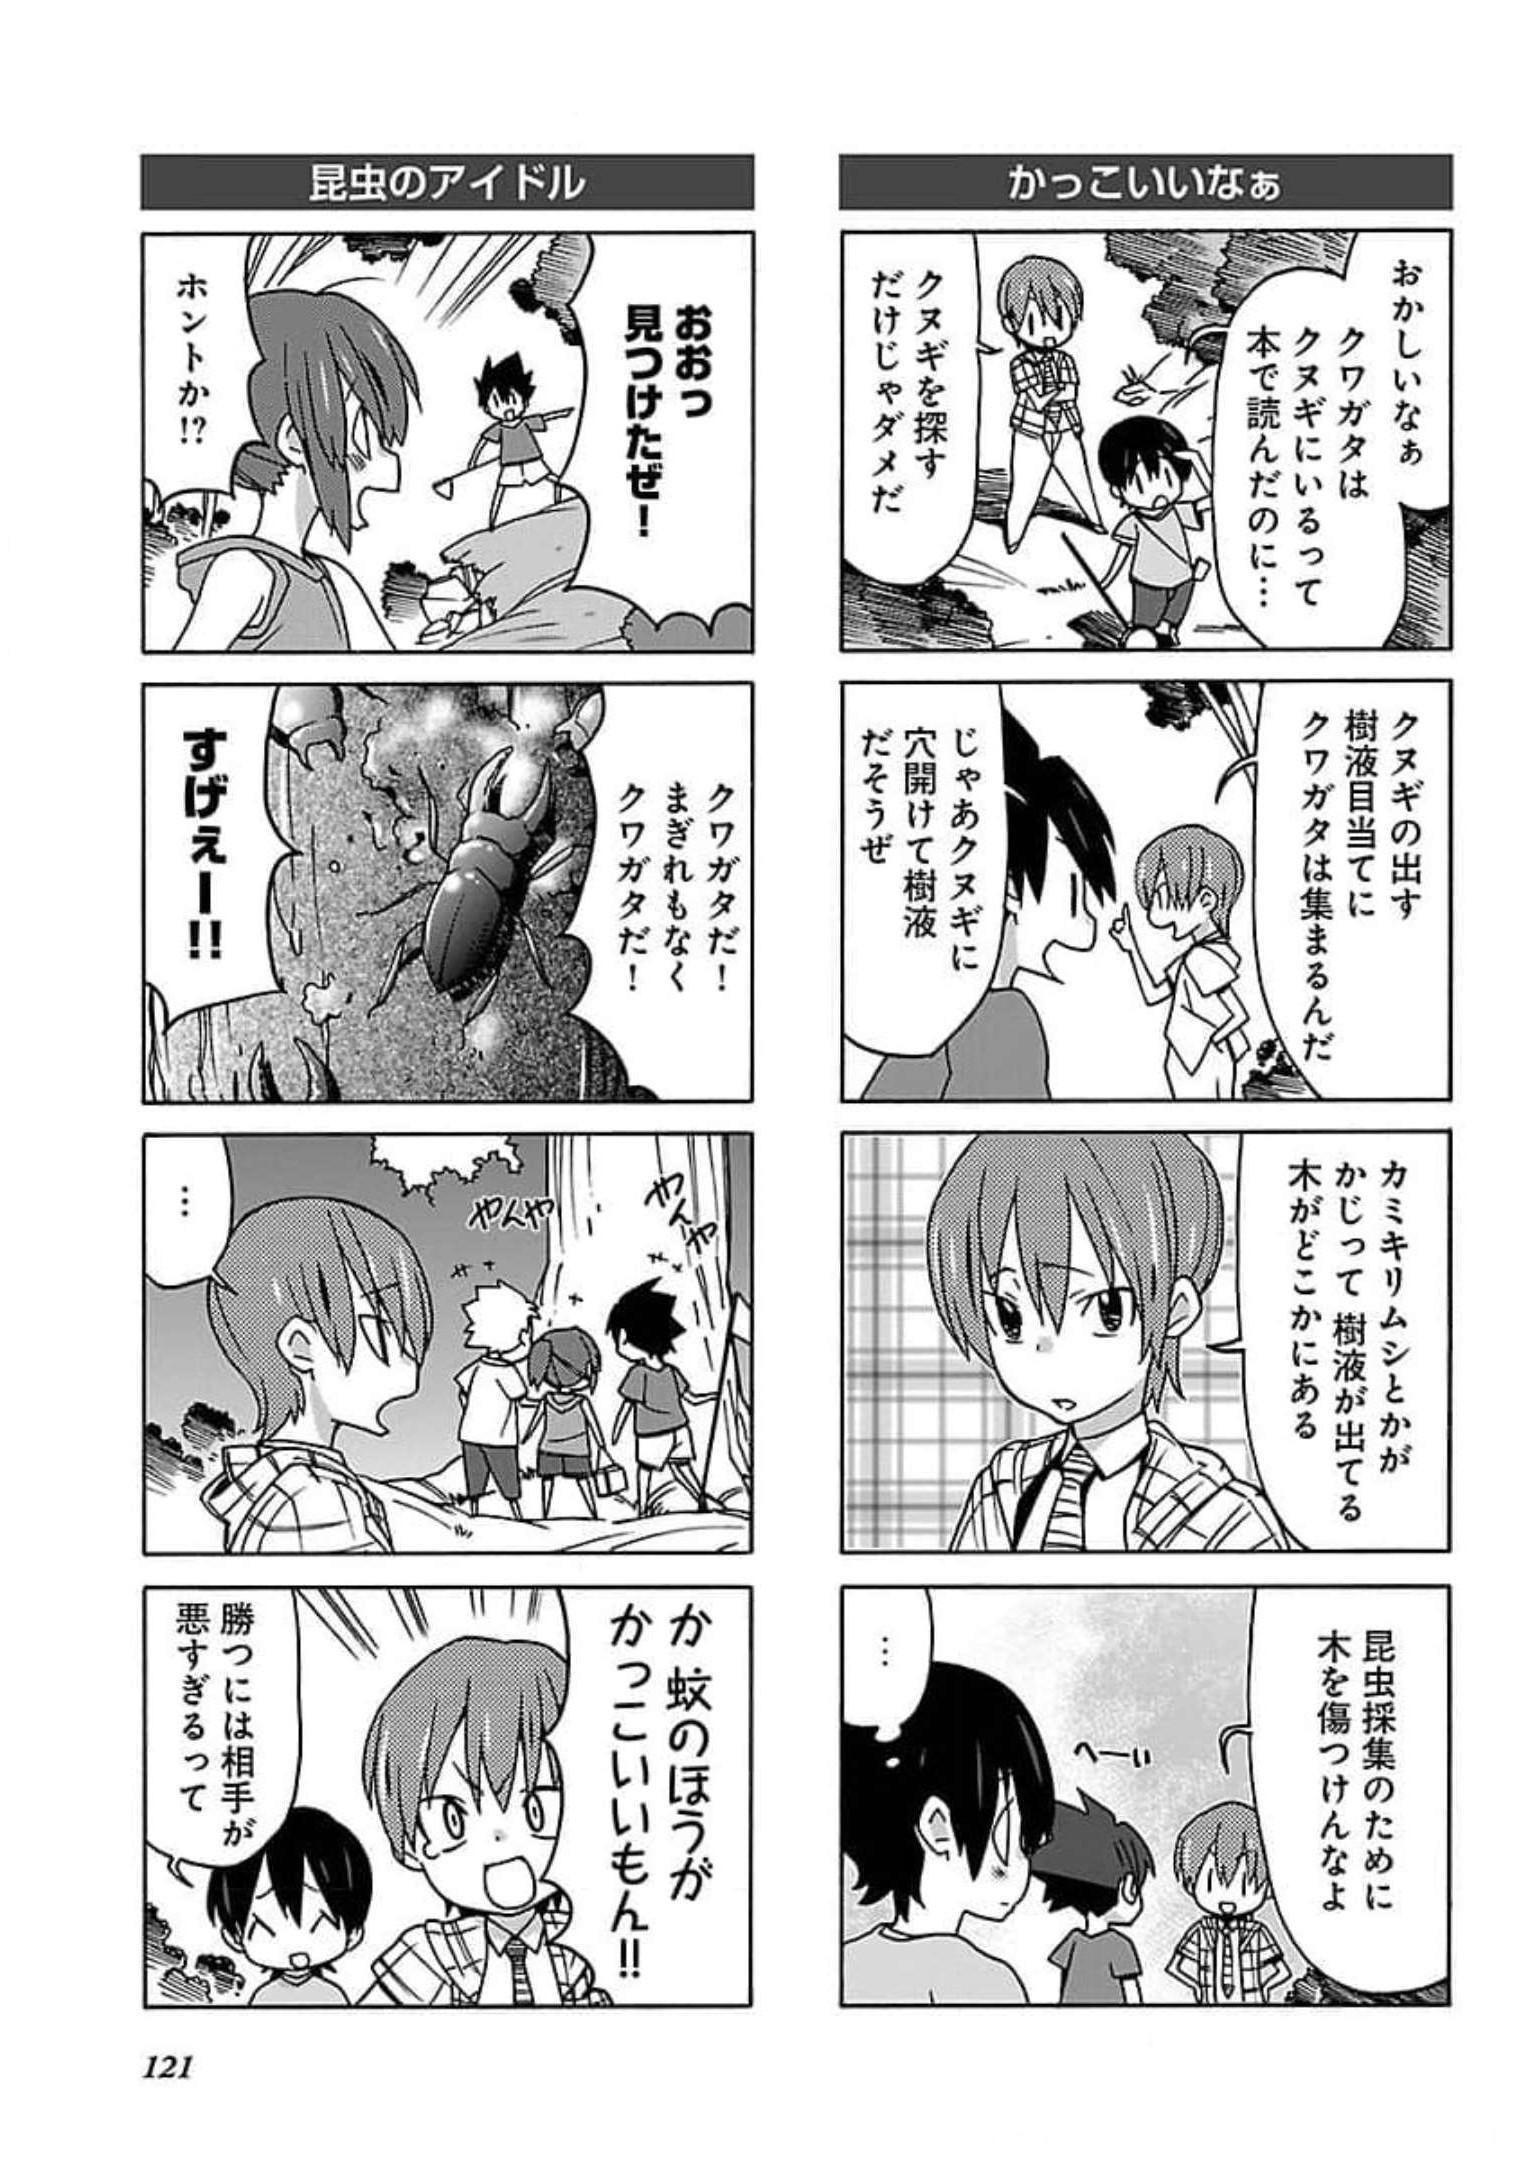 かっこいいなぁ
おかしいなぁ
クワガタは
クヌギにいるって
本で読んだのに…
クヌギを探す
だけじゃダメだ
クヌギの出す
樹液目当てに
クワガタは集まるんだ
じゃあクヌギに
穴開けて樹液
だそうぜ
カミキリムシとかが
かじって 樹液が出てる
木がどこかにある
昆虫採集のために
木を傷つけんなよ
へーい
…
昆虫のアイドル
おおっ
見つけたぜ！
ホントか!?
クワガタだ！
まぎれもなく
クワガタだ！
すげぇー!!
やんや
やんや
…
か 蚊のほうが
かっこいいもん!!
勝つには相手が
悪すぎるって
121